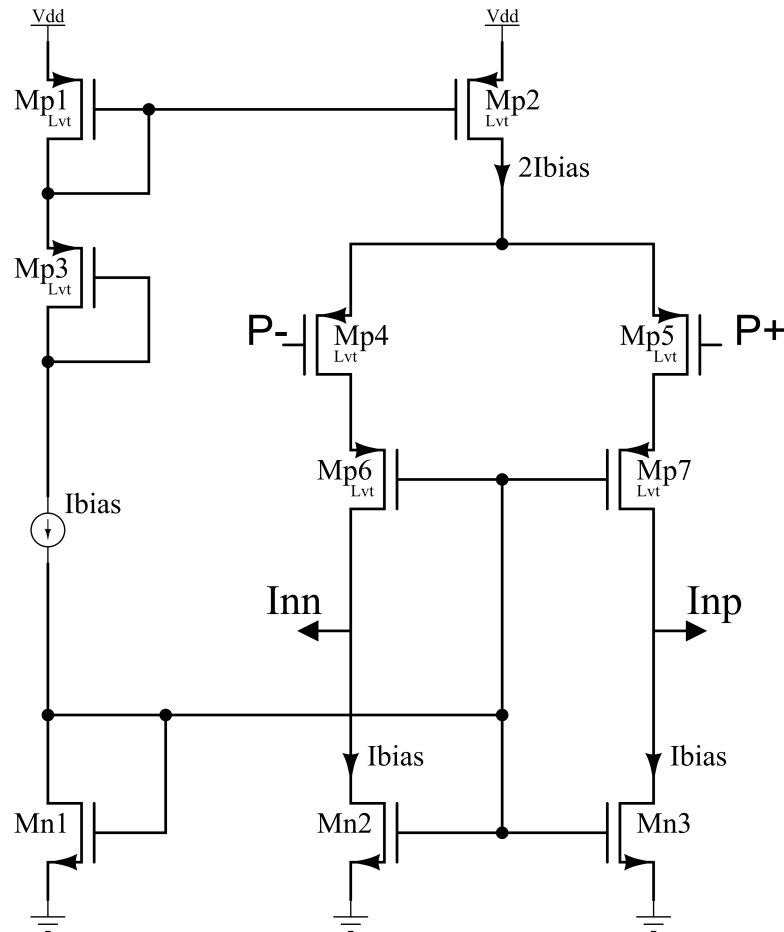 Vdd
Vdd
Mp1
Lvt
Mp2
Lvt
2Ibias
Mp3
Lvt
P-
Mp4
Lvt
Mp5
Lvt
P+
Mp6
Lvt
Mp7
Lvt
Ibias
Inn
Inp
Ibias
Ibias
Mn1
Mn2
Mn3